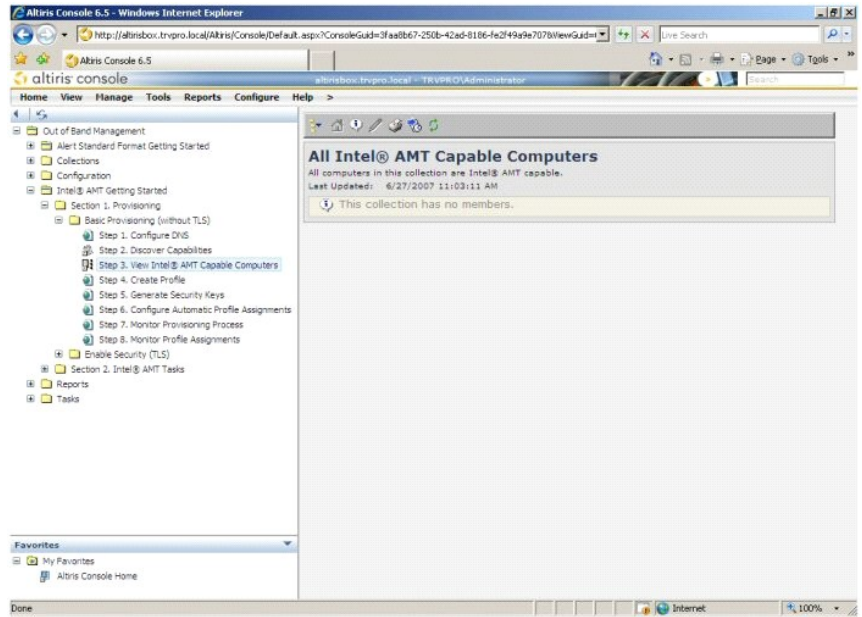 Altiris Console 6.5 - Windows Internet Explorer
http://altirisbox.trvpro.local/Altiris/Console/Default.aspx?ConsoleGuid=3faa8b67-250b-42ad-8186-fe2f49a9e707&ViewGuid=
Live Search
Altiris Console 6.5
Page
Tools
altiris console
altirisbox.trvpro.local - TRVPRO\Administrator
Search
Home View Manage Tools Reports Configure Help >
Out of Band Management
Alert Standard Format Getting Started
Collections
Configuration
Intel® AMT Getting Started
Section 1. Provisioning
Basic Provisioning (without TLS)
Step 1. Configure DNS
Step 2. Discover Capabilities
Step 3. View Intel® AMT Capable Computers
Step 4. Create Profile
Step 5. Generate Security Keys
Step 6. Configure Automatic Profile Assignments
Step 7. Monitor Provisioning Process
Step 8. Monitor Profile Assignments
Enable Security (TLS)
Section 2. Intel® AMT Tasks
Reports
Tasks
All Intel® AMT Capable Computers
All computers in this collection are Intel® AMT capable.
Last Updated: 6/27/2007 11:03:11 AM
This collection has no members.
Favorites
My Favorites
Altiris Console Home
Done
Internet
100%